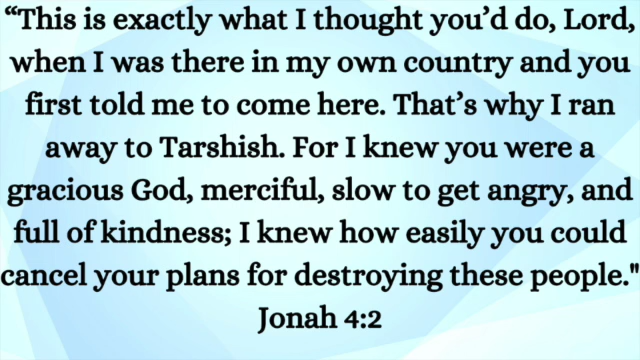 “This is exactly what I thought you’d do, Lord,
when I was there in my own country and you
first told me to come here. That’s why I ran
away to Tarshish. For I knew you were a
gracious God, merciful, slow to get angry, and
full of kindness; I knew how easily you could
cancel your plans for destroying these people."
Jonah 4:2